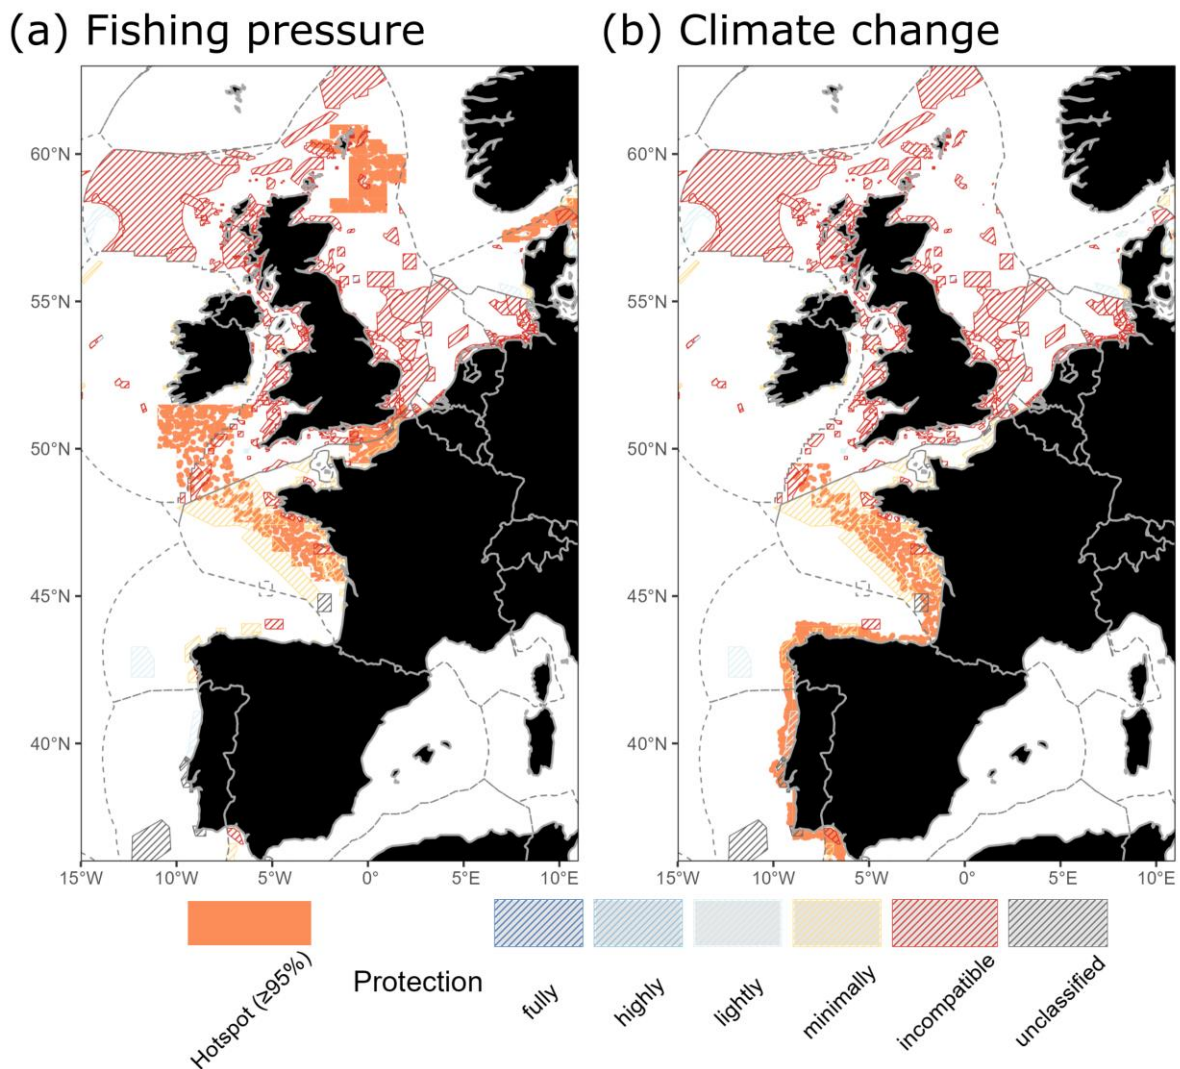 (a) Fishing pressure
(b) Climate change
60°N
55°N
50°N
45°N
40°N
60°N
55°N
50°N
45°N
40°N
15°W 10°W 5°W 0° 5°E 10°E
15°W 10°W 5°W 0° 5°E 10°E
Hotspot (≥95%)
Protection
fully
highly
lightly
minimally
incompatible
unclassified